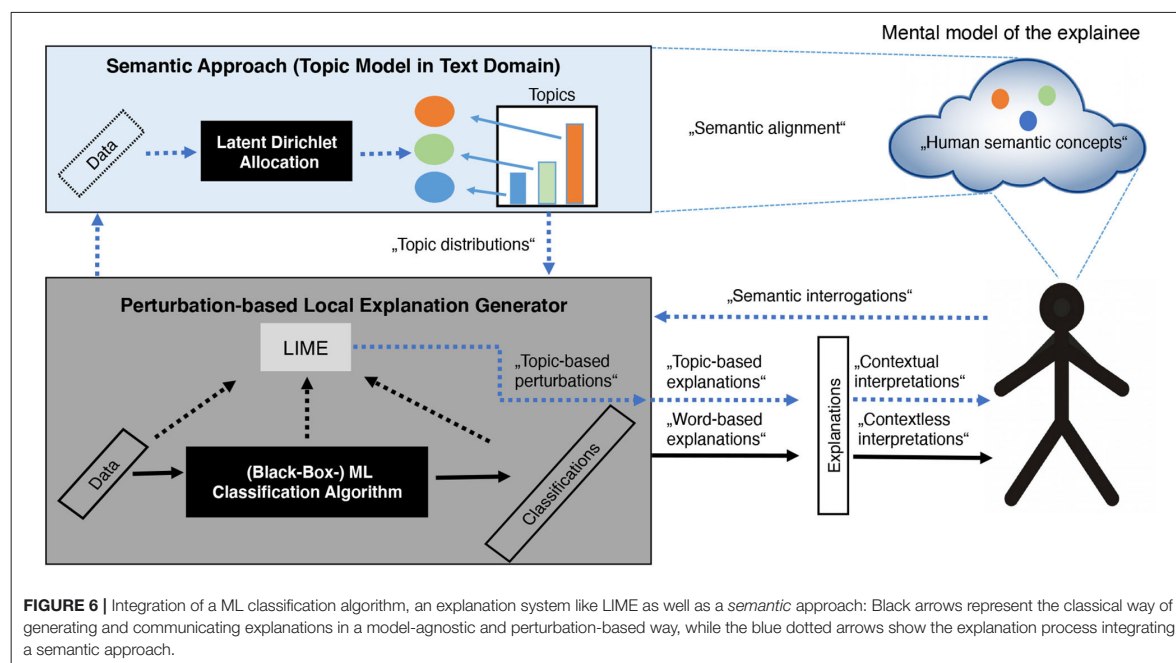 Mental model of the explainee
Semantic Approach (Topic Model in Text Domain)
Topics
Data
Latent Dirichlet
Allocation
„Semantic alignment“
„Human semantic concepts“
„Topic distributions“
Perturbation-based Local Explanation Generator
LIME
„Semantic interrogations“
„Topic-based
perturbations“
„Topic-based
explanations“
„Contextual
interpretations“
„Word-based
explanations“
„Contextless
interpretations“
Explanations
Data
(Black-Box-) ML
Classification Algorithm
Classifications
FIGURE 6 | Integration of a ML classification algorithm, an explanation system like LIME as well as a semantic approach: Black arrows represent the classical way of
generating and communicating explanations in a model-agnostic and perturbation-based way, while the blue dotted arrows show the explanation process integrating
a semantic approach.